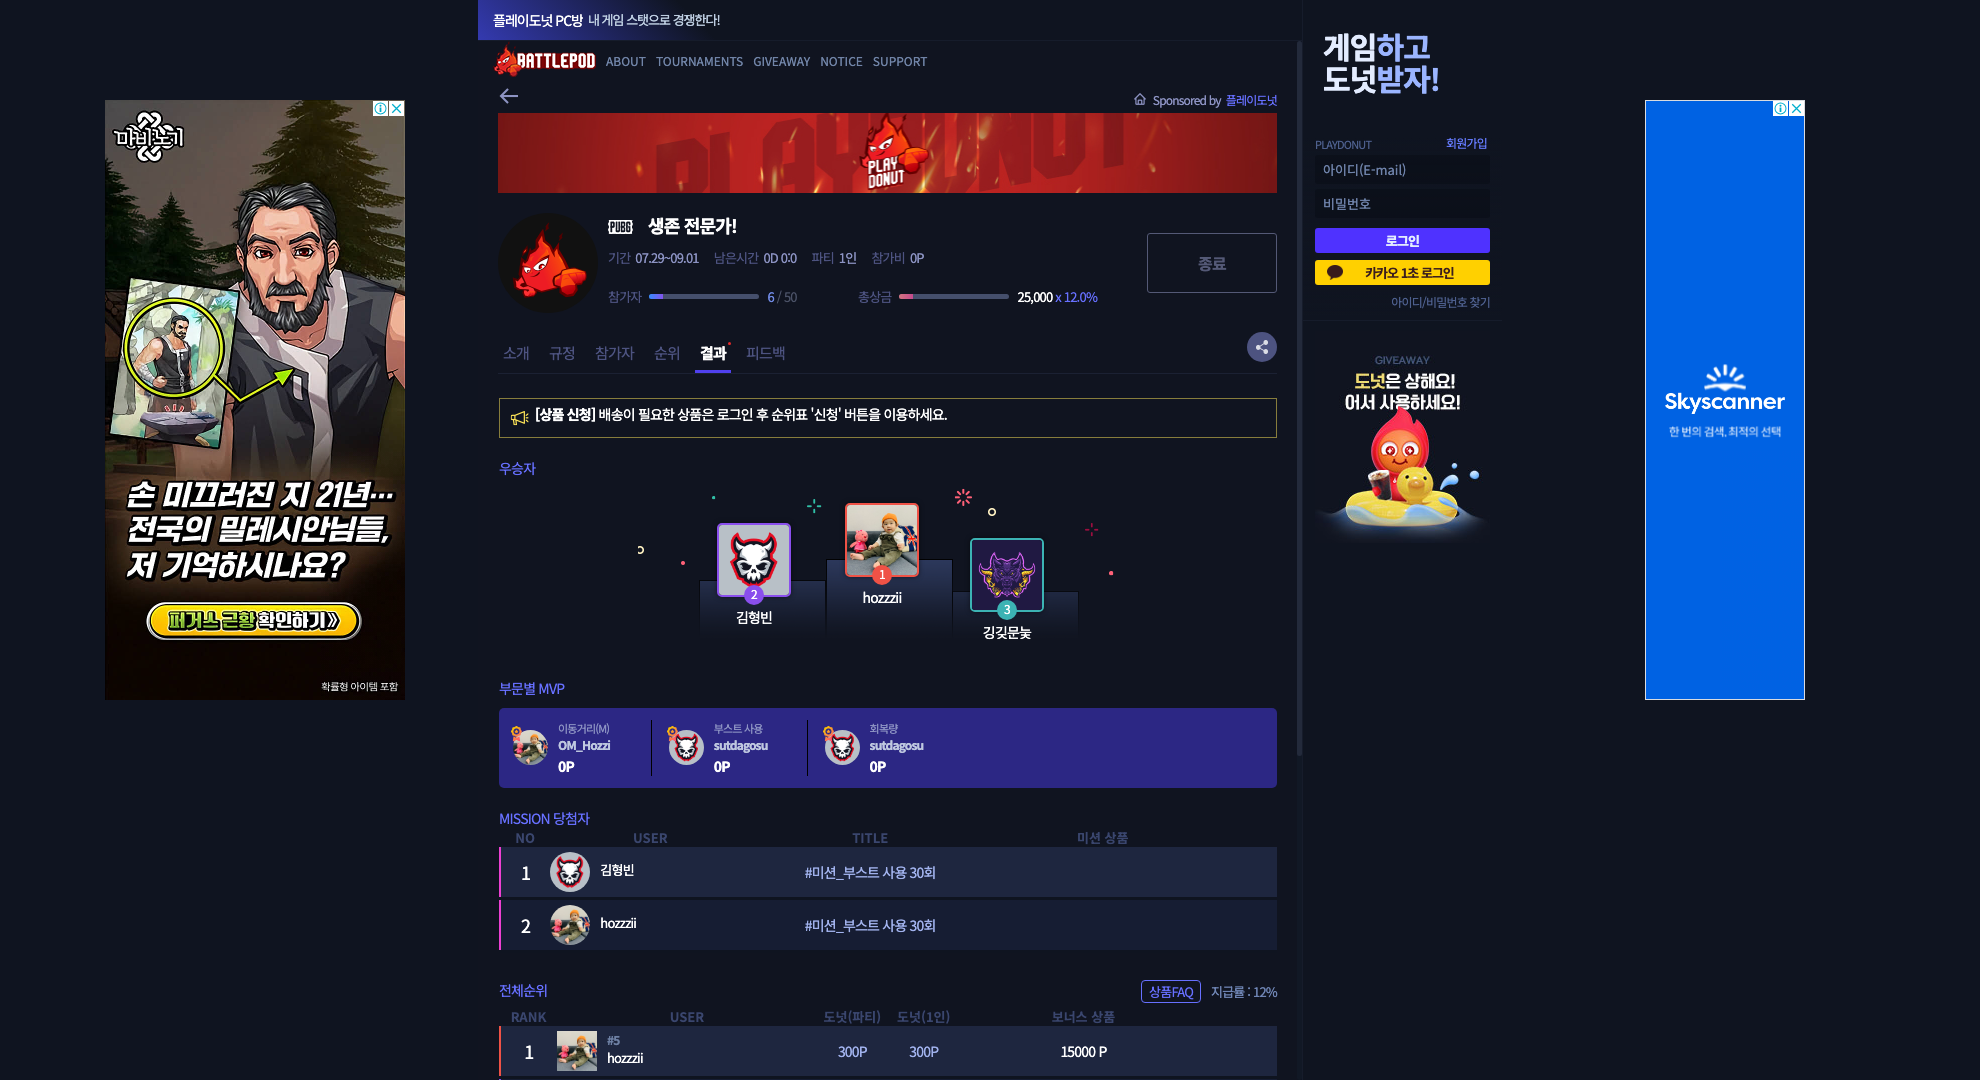 플레이도넛 PC방 내 게임 스탯으로 경쟁한다!
BATTLEPOD ABOUT TOURNAMENTS GIVEAWAY NOTICE SUPPORT
Sponsored by 플레이도넛
PLAY DONUT
PLAY
DONUT
PUBG 생존 전문가!
기간 07.29~09.01 남은시간 0D 0:0 파티 1인 참가비 0P
참가자 6 / 50 총상금 25,000 x 12.0%
종료
소개 규정 참가자 순위 결과 피드백
[상품 신청] 배송이 필요한 상품은 로그인 후 순위표 '신청' 버튼을 이용하세요.
우승자
2
김형빈
1
hozzzii
3
깅깆문눛
부문별 MVP
이동거리(M)
OM_Hozzi
0P
부스트 사용
sutdagosu
0P
회복량
sutdagosu
0P
MISSION 당첨자
NO USER TITLE 미션 상품
1 김형빈 #미션_부스트 사용 30회
2 hozzzii #미션_부스트 사용 30회
전체순위 상품FAQ 지급률 : 12%
RANK USER 도넛(파티) 도넛(1인) 보너스 상품
#5
1 hozzzii 300P 300P 15000 P
게임하고
도넛받자!
PLAYDONUT 회원가입
아이디(E-mail)
비밀번호
로그인
카카오 1초 로그인
아이디/비밀번호 찾기
GIVEAWAY
도넛은 상해요!
어서 사용하세요!
마비노기
손 미끄러진 지 21년…
전국의 밀레시안님들,
저 기억하시나요?
퍼거스 근황 확인하기》
확률형 아이템 포함
Skyscanner
한 번의 검색, 최적의 선택